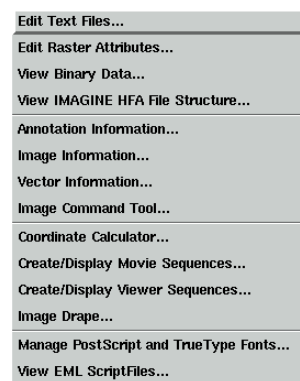 Edit Text Files...
Edit Raster Attributes...
View Binary Data...
View IMAGINE HFA File Structure...
Annotation Information...
Image Information...
Vector Information...
Image Command Tool...
Coordinate Calculator...
Create/Display Movie Sequences...
Create/Display Viewer Sequences...
Image Drape...
Manage PostScript and TrueType Fonts...
View EML ScriptFiles...